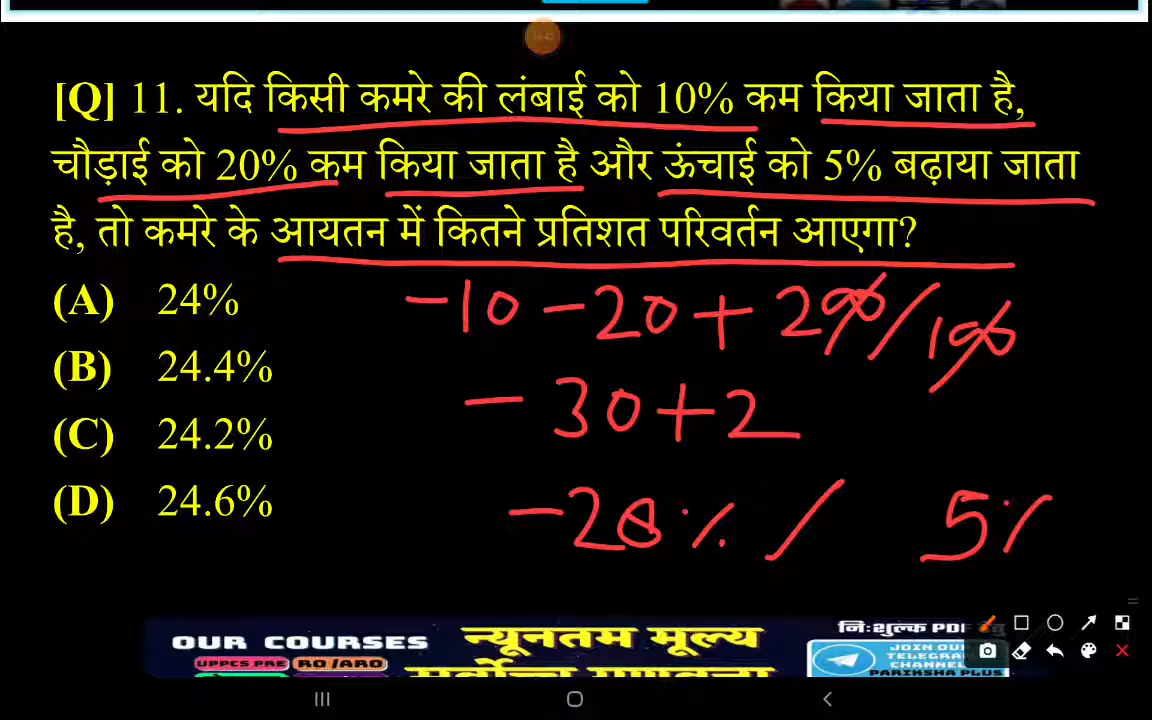 [Q] 11. यदि किसी कमरे की लंबाई को 10% कम किया जाता है,
चौड़ाई को 20% कम किया जाता है और ऊंचाई को 5% बढ़ाया जाता
है, तो कमरे के आयतन में कितने प्रतिशत परिवर्तन आएगा?
(A) 24%
(B) 24.4%
(C) 24.2%
(D) 24.6%
-10 -20 + 200/100
-30+2
-28% / 5%
OUR COURSES
UPPCS PRE RO /ARO
न्यूनतम मूल्य
सर्वोच्च गुणवत्ता
निःशुल्क PDF
JOIN OUR
TELEGRAM
CHANNEL
PARIKSHA PLUS